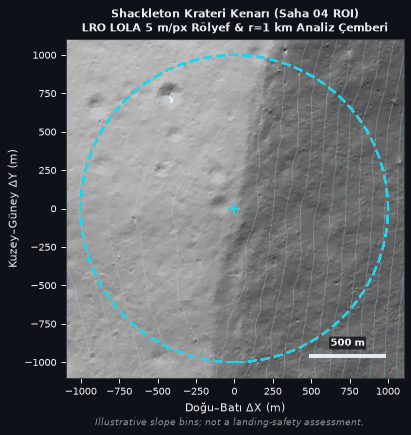 Shackleton Krateri Kenarı (Saha 04 ROI)
LRO LOLA 5 m/px Rölyef & r=1 km Analiz Çemberi
Kuzey–Güney ΔY (m)
1000
750
500
250
0
−250
−500
−750
−1000
500 m
−1000 −750 −500 −250 0 250 500 750 1000
Doğu–Batı ΔX (m)
Illustrative slope bins; not a landing-safety assessment.